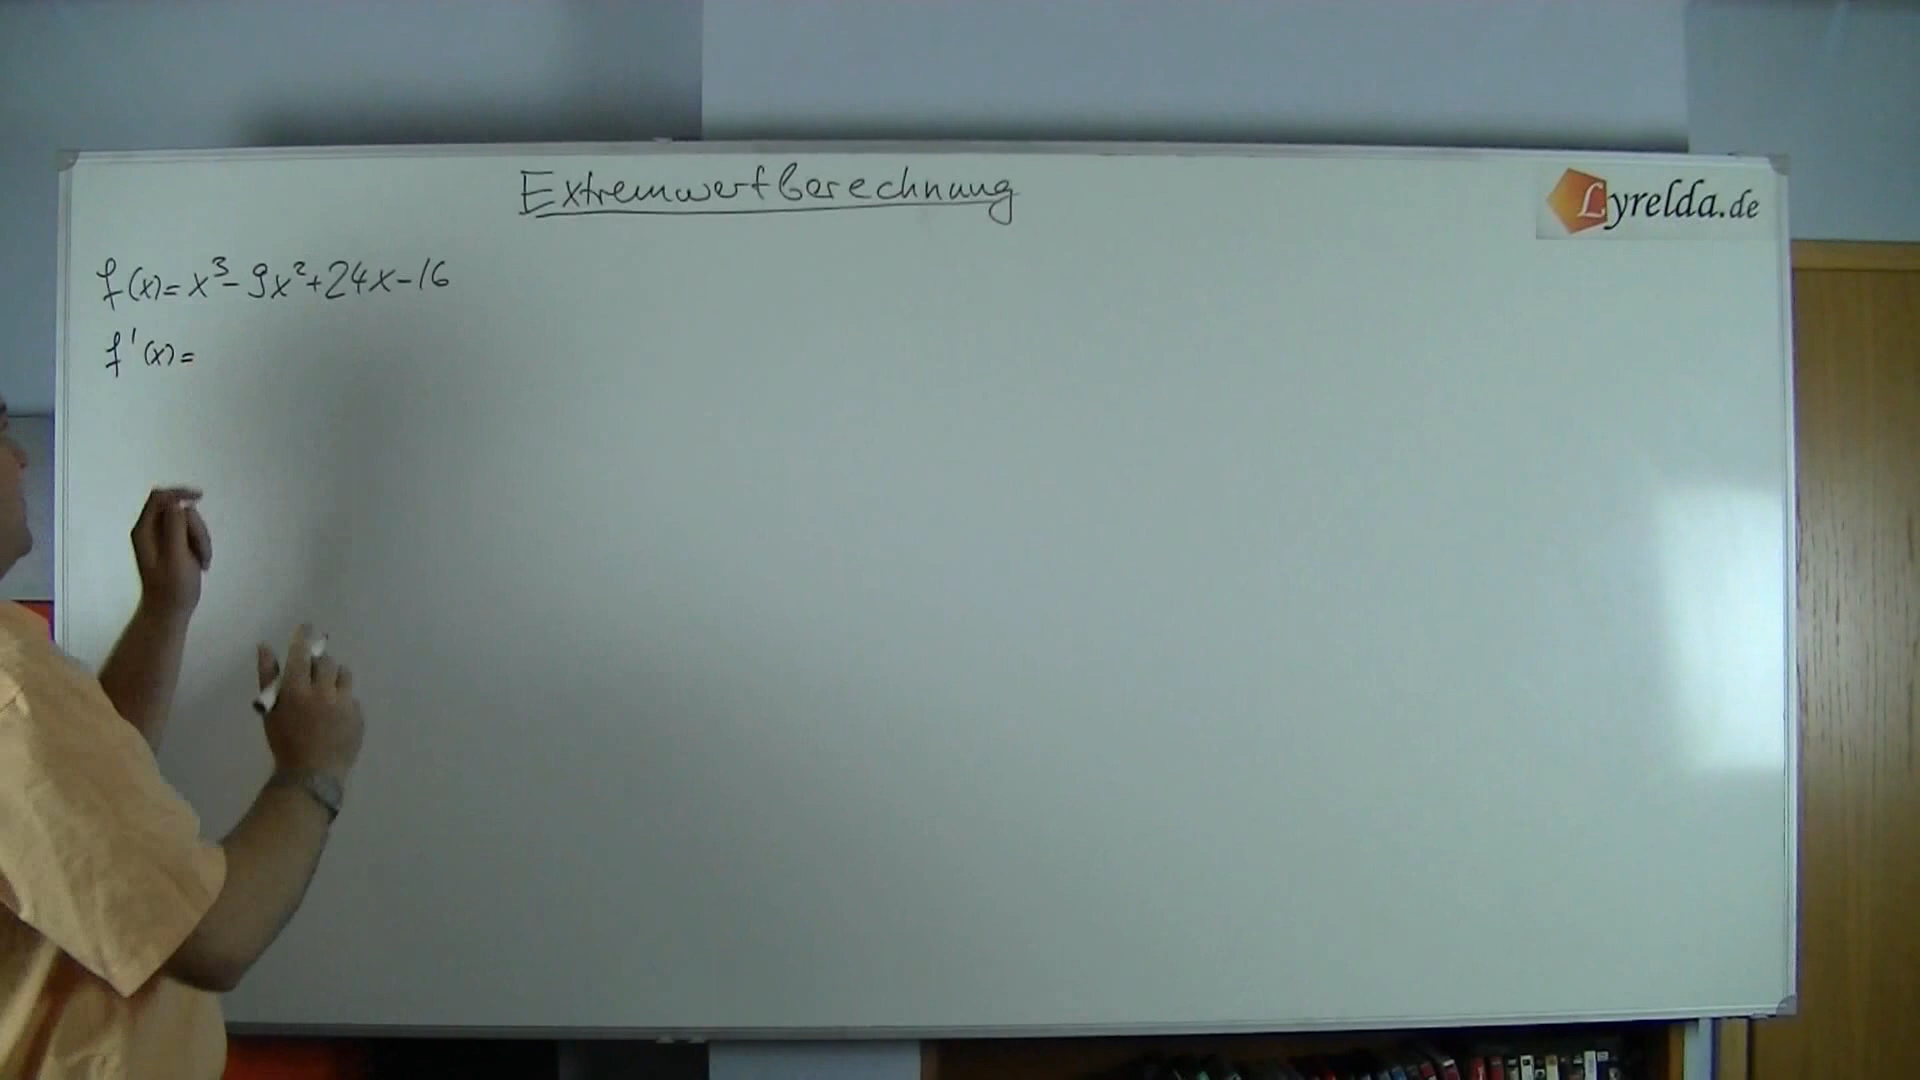 Extremwertberechnung
Lyrelda.de
f(x)= x³- 9x²+24x-16
f'(x)=